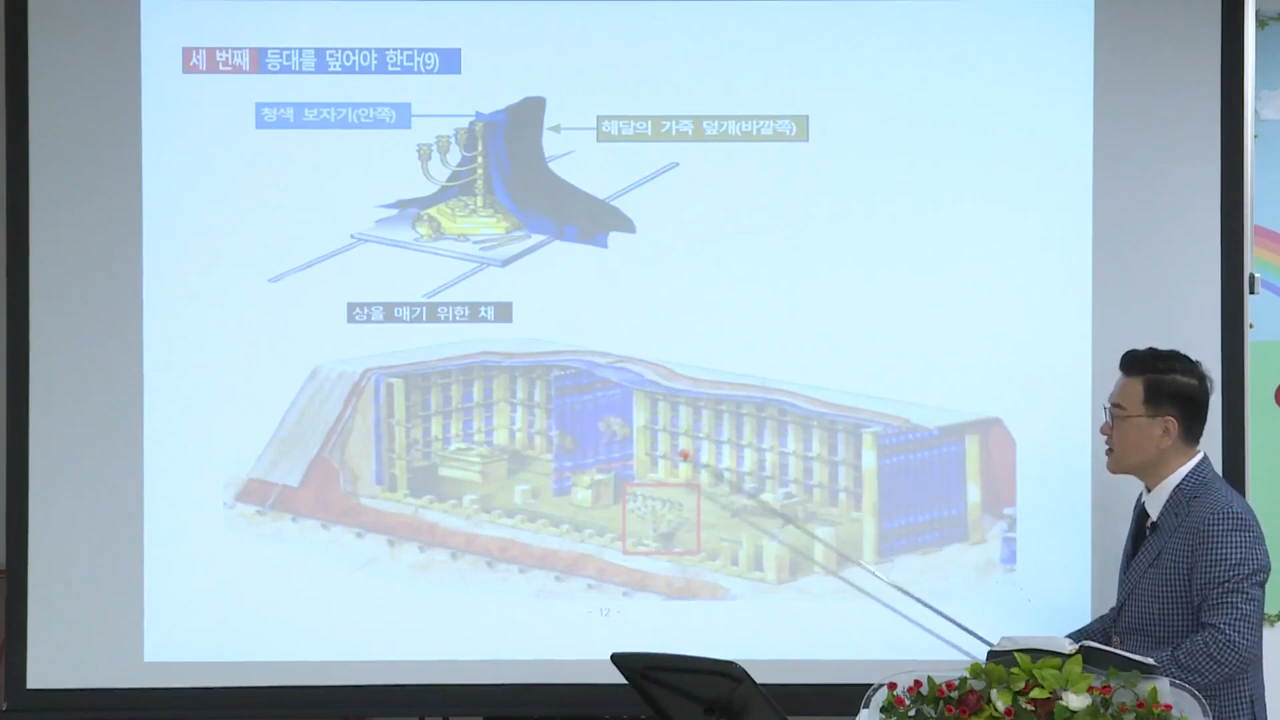 세 번째 등대를 덮어야 한다(9)
청색 보자기(안쪽)
해달의 가죽 덮개(바깥쪽)
상을 매기 위한 채
- 12 -